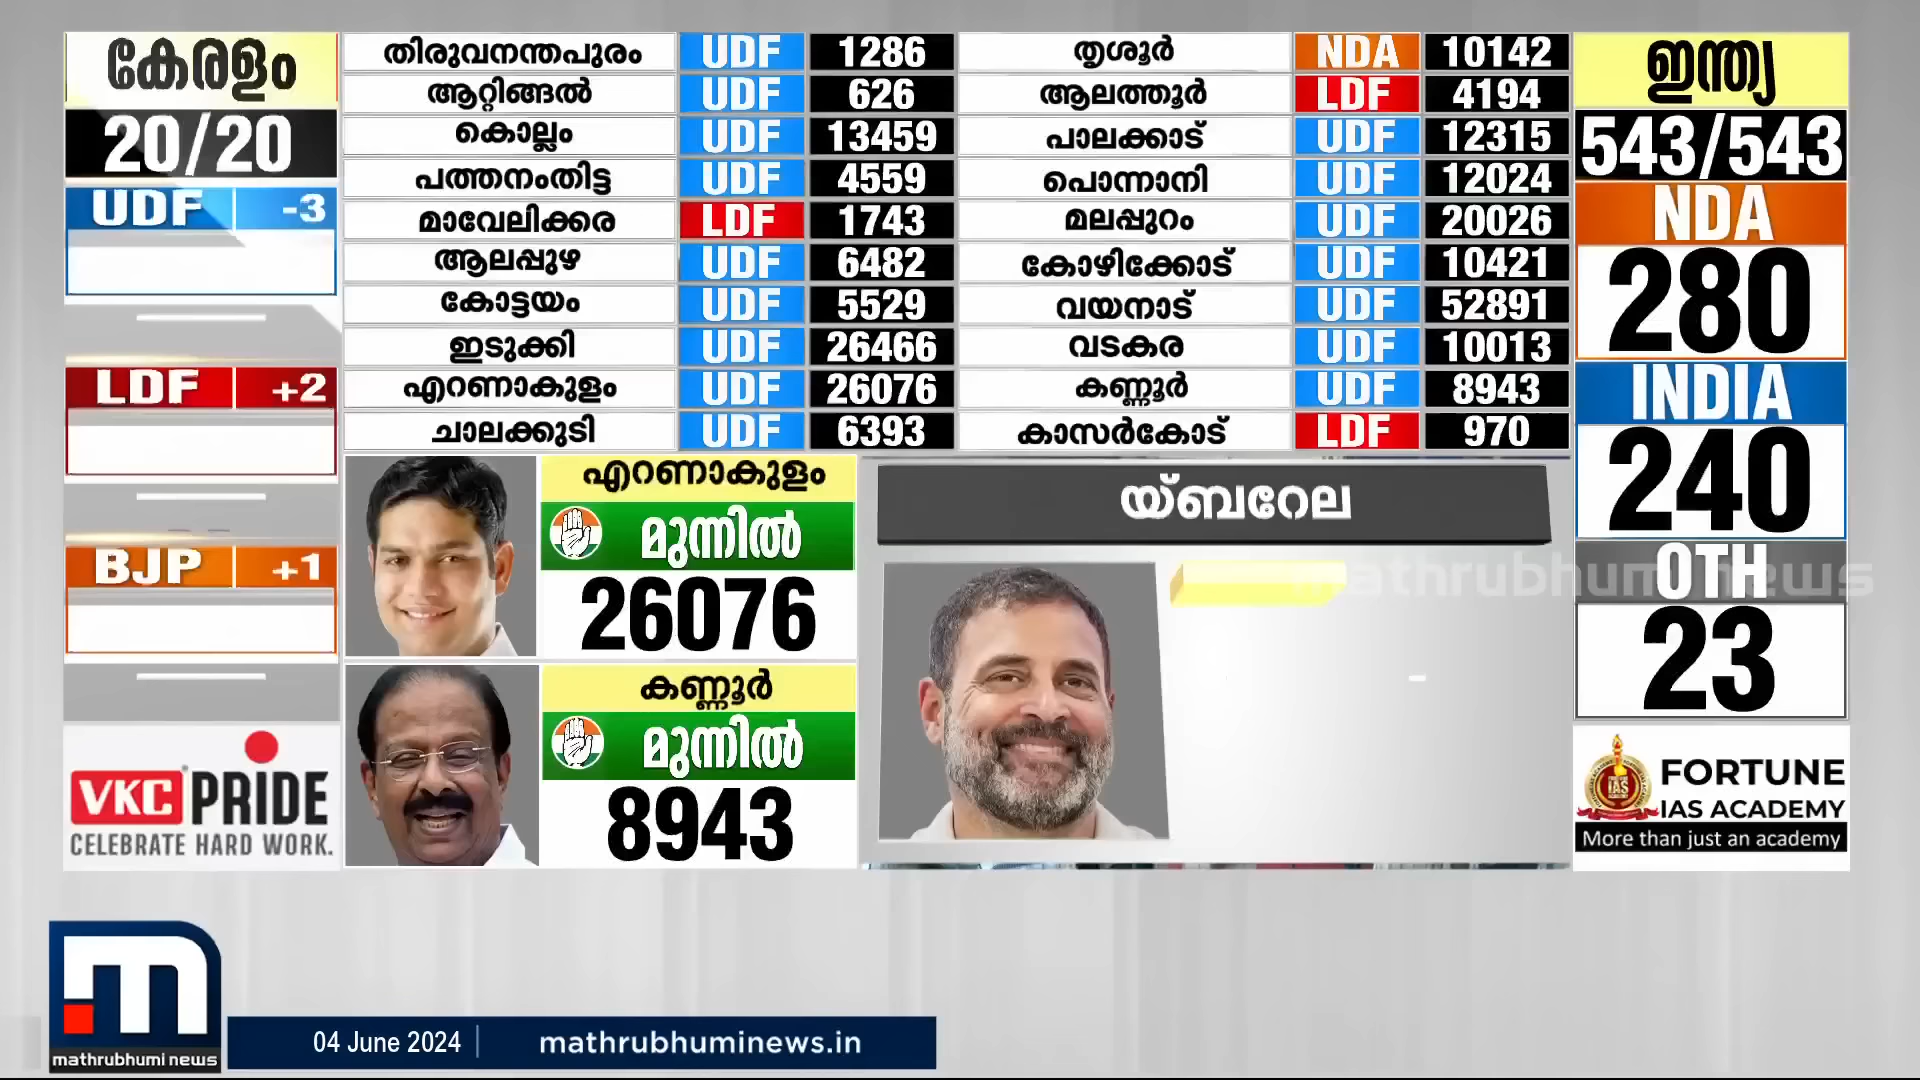 കേരളം
20/20
UDF -3
LDF +2
BJP +1
തിരുവനന്തപുരം UDF 1286
ആറ്റിങ്ങൽ UDF 626
കൊല്ലം UDF 13459
പത്തനംതിട്ട UDF 4559
മാവേലിക്കര LDF 1743
ആലപ്പുഴ UDF 6482
കോട്ടയം UDF 5529
ഇടുക്കി UDF 26466
എറണാകുളം UDF 26076
ചാലക്കുടി UDF 6393
തൃശൂർ NDA 10142
ആലത്തൂർ LDF 4194
പാലക്കാട് UDF 12315
പൊന്നാനി UDF 12024
മലപ്പുറം UDF 20026
കോഴിക്കോട് UDF 10421
വയനാട് UDF 52891
വടകര UDF 10013
കണ്ണൂർ UDF 8943
കാസർകോട് LDF 970
ഇന്ത്യ
543/543
NDA
280
INDIA
240
OTH
23
എറണാകുളം
മുന്നിൽ
26076
കണ്ണൂർ
മുന്നിൽ
8943
യ്ബറേല
-
mathrubhumi news
VKC PRIDE
CELEBRATE HARD WORK.
FORTUNE
IAS ACADEMY
More than just an academy
mathrubhumi news
04 June 2024
mathrubhuminews.in